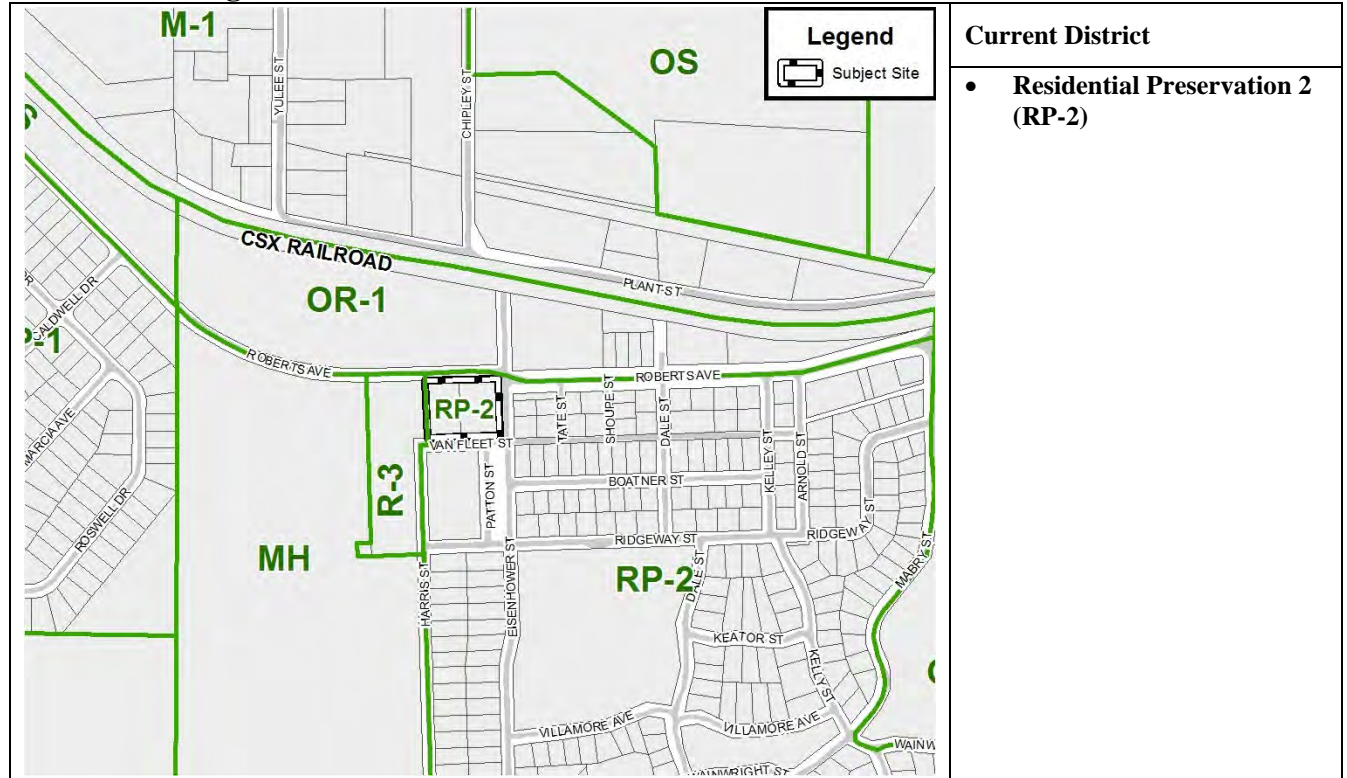 M-1
YULEE ST
CHIPLEY ST
OS
Legend
Subject Site
Current District
• Residential Preservation 2
(RP-2)
CSX RAILROAD
PLANT ST
OR-1
CALDWELL DR
ROBERTS AVE
ROBERTS AVE
MARCIA AVE
ROSWELL DR
RP-2
VAN FLEET ST
TATE ST
SHOUPE ST
DALE ST
KELLEY ST
ARNOLD ST
R-3
PATTON ST
BOATNER ST
RIDGEWAY ST
RIDGEWAY ST
MH
HARRIS ST
EISENHOWER ST
RP-2
DALE ST
MABRY ST
KEATOR ST
KELLY ST
VILLAMORE AVE
VILLAMORE AVE
WAINWRIGHT ST